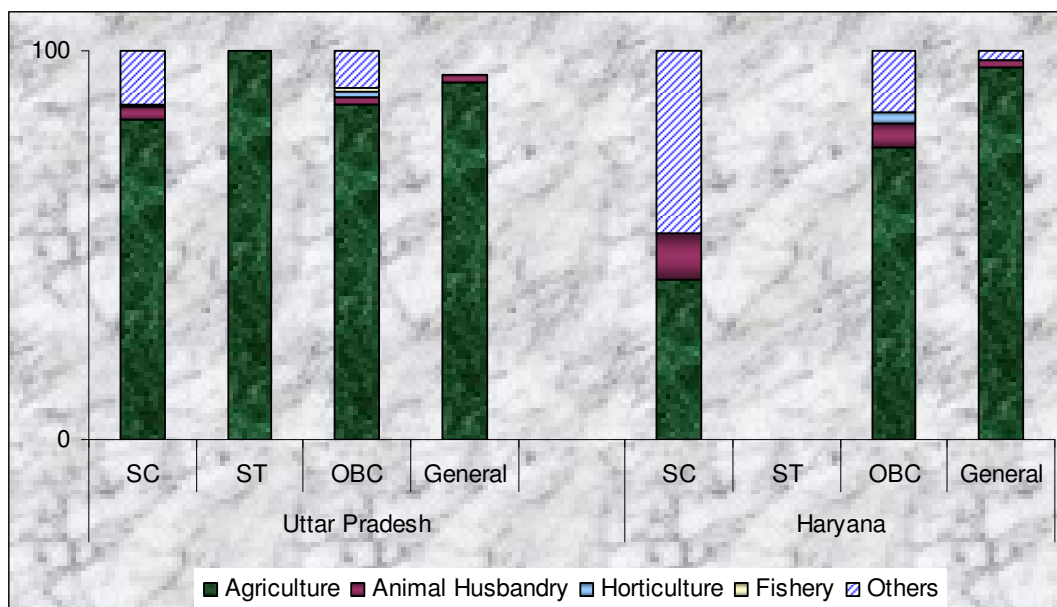 100
0
SC ST OBC General SC ST OBC General
Uttar Pradesh Haryana
Agriculture Animal Husbandry Horticulture Fishery Others